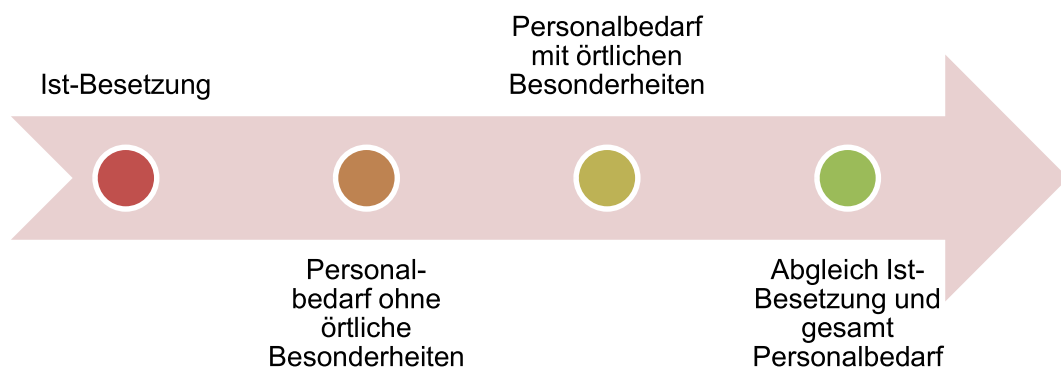 Ist-Besetzung
Personal-
bedarf ohne
örtliche
Besonderheiten
Personalbedarf
mit örtlichen
Besonderheiten
Abgleich Ist-
Besetzung und
gesamt
Personalbedarf